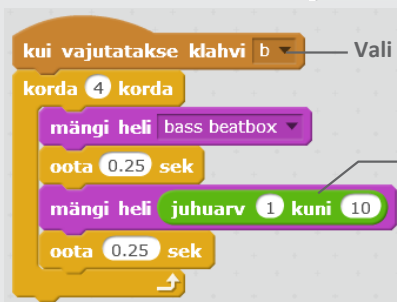 kui vajutatakse klahvi b Vali
korda 4 korda
mängi heli bass beatbox
oota 0.25 sek
mängi heli juhuarv 1 kuni 10
oota 0.25 sek